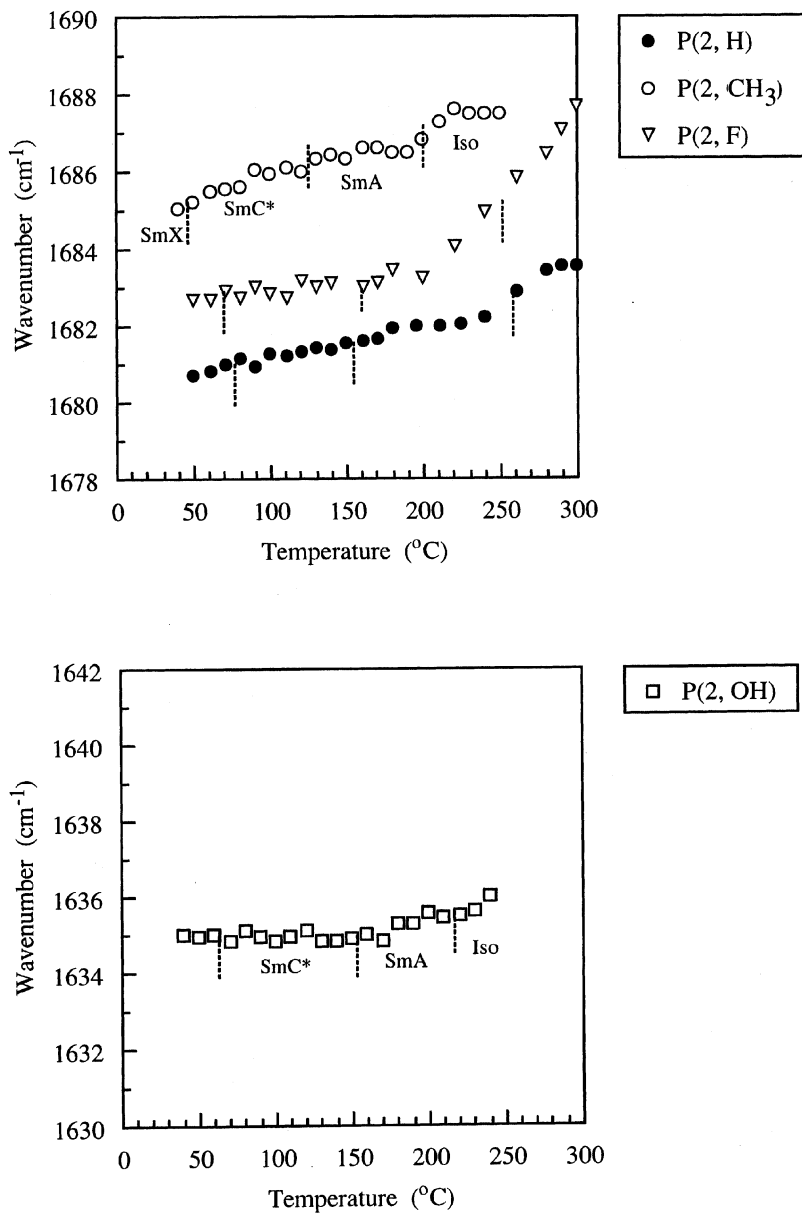 1690
1688
1686
1684
1682
1680
1678
Wavenumber (cm-1)
SmX
SmC*
SmA
Iso
0
50
100
150
200
250
300
Temperature (oC)
P(2, H)
P(2, CH3)
P(2, F)
1642
1640
1638
1636
1634
1632
1630
Wavenumber (cm-1)
SmC*
SmA
Iso
0
50
100
150
200
250
300
Temperature (oC)
P(2, OH)